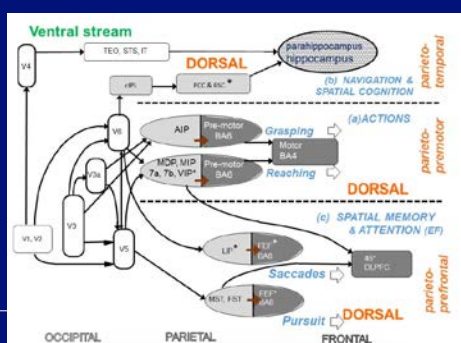 Ventral stream
V4
TEO, STS, IT
DORSAL
parahippocampus
hippocampus
cIPL
PCC & RSC*
(b) NAVIGATION &
SPATIAL COGNITION
parieto-
temporal
V6
AIP
Pre-motor
BA6
Grasping
(a)ACTIONS
Motor
BA4
MDP, MIP
7a, 7b, VIP*
Pre-motor
BA6
Reaching
DORSAL
parieto-
premotor
V3a
V3
V1, V2
V5
(c) SPATIAL MEMORY
& ATTENTION (EF)
LIP*
FEF*
BA8
Saccades
46*
DLPFC
MST, FST
FEF*
BA8
Pursuit
DORSAL
parieto-
prefrontal
OCCIPITAL
PARIETAL
FRONTAL